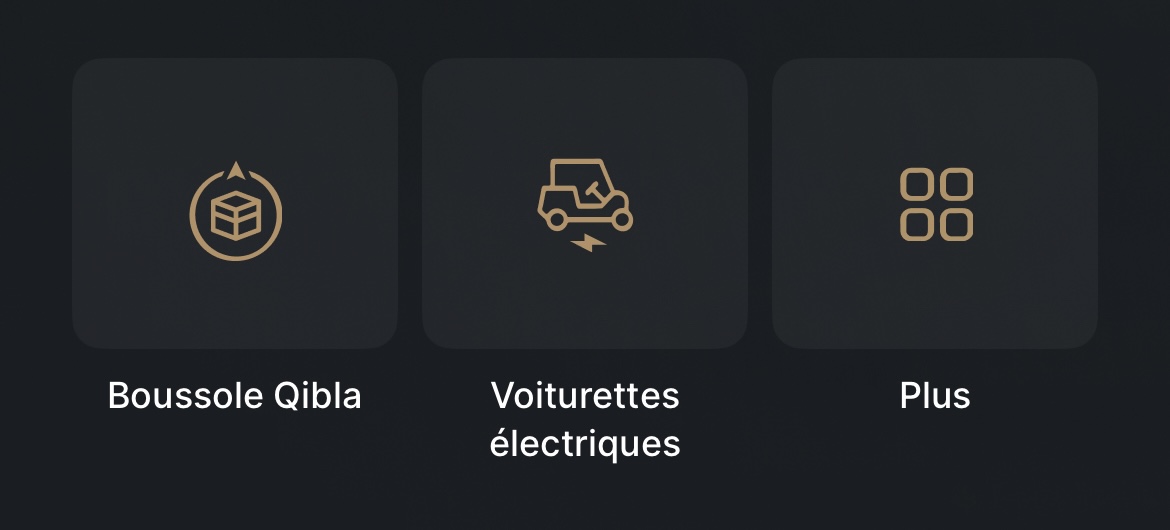 Boussole Qibla
Voiturettes
électriques
Plus